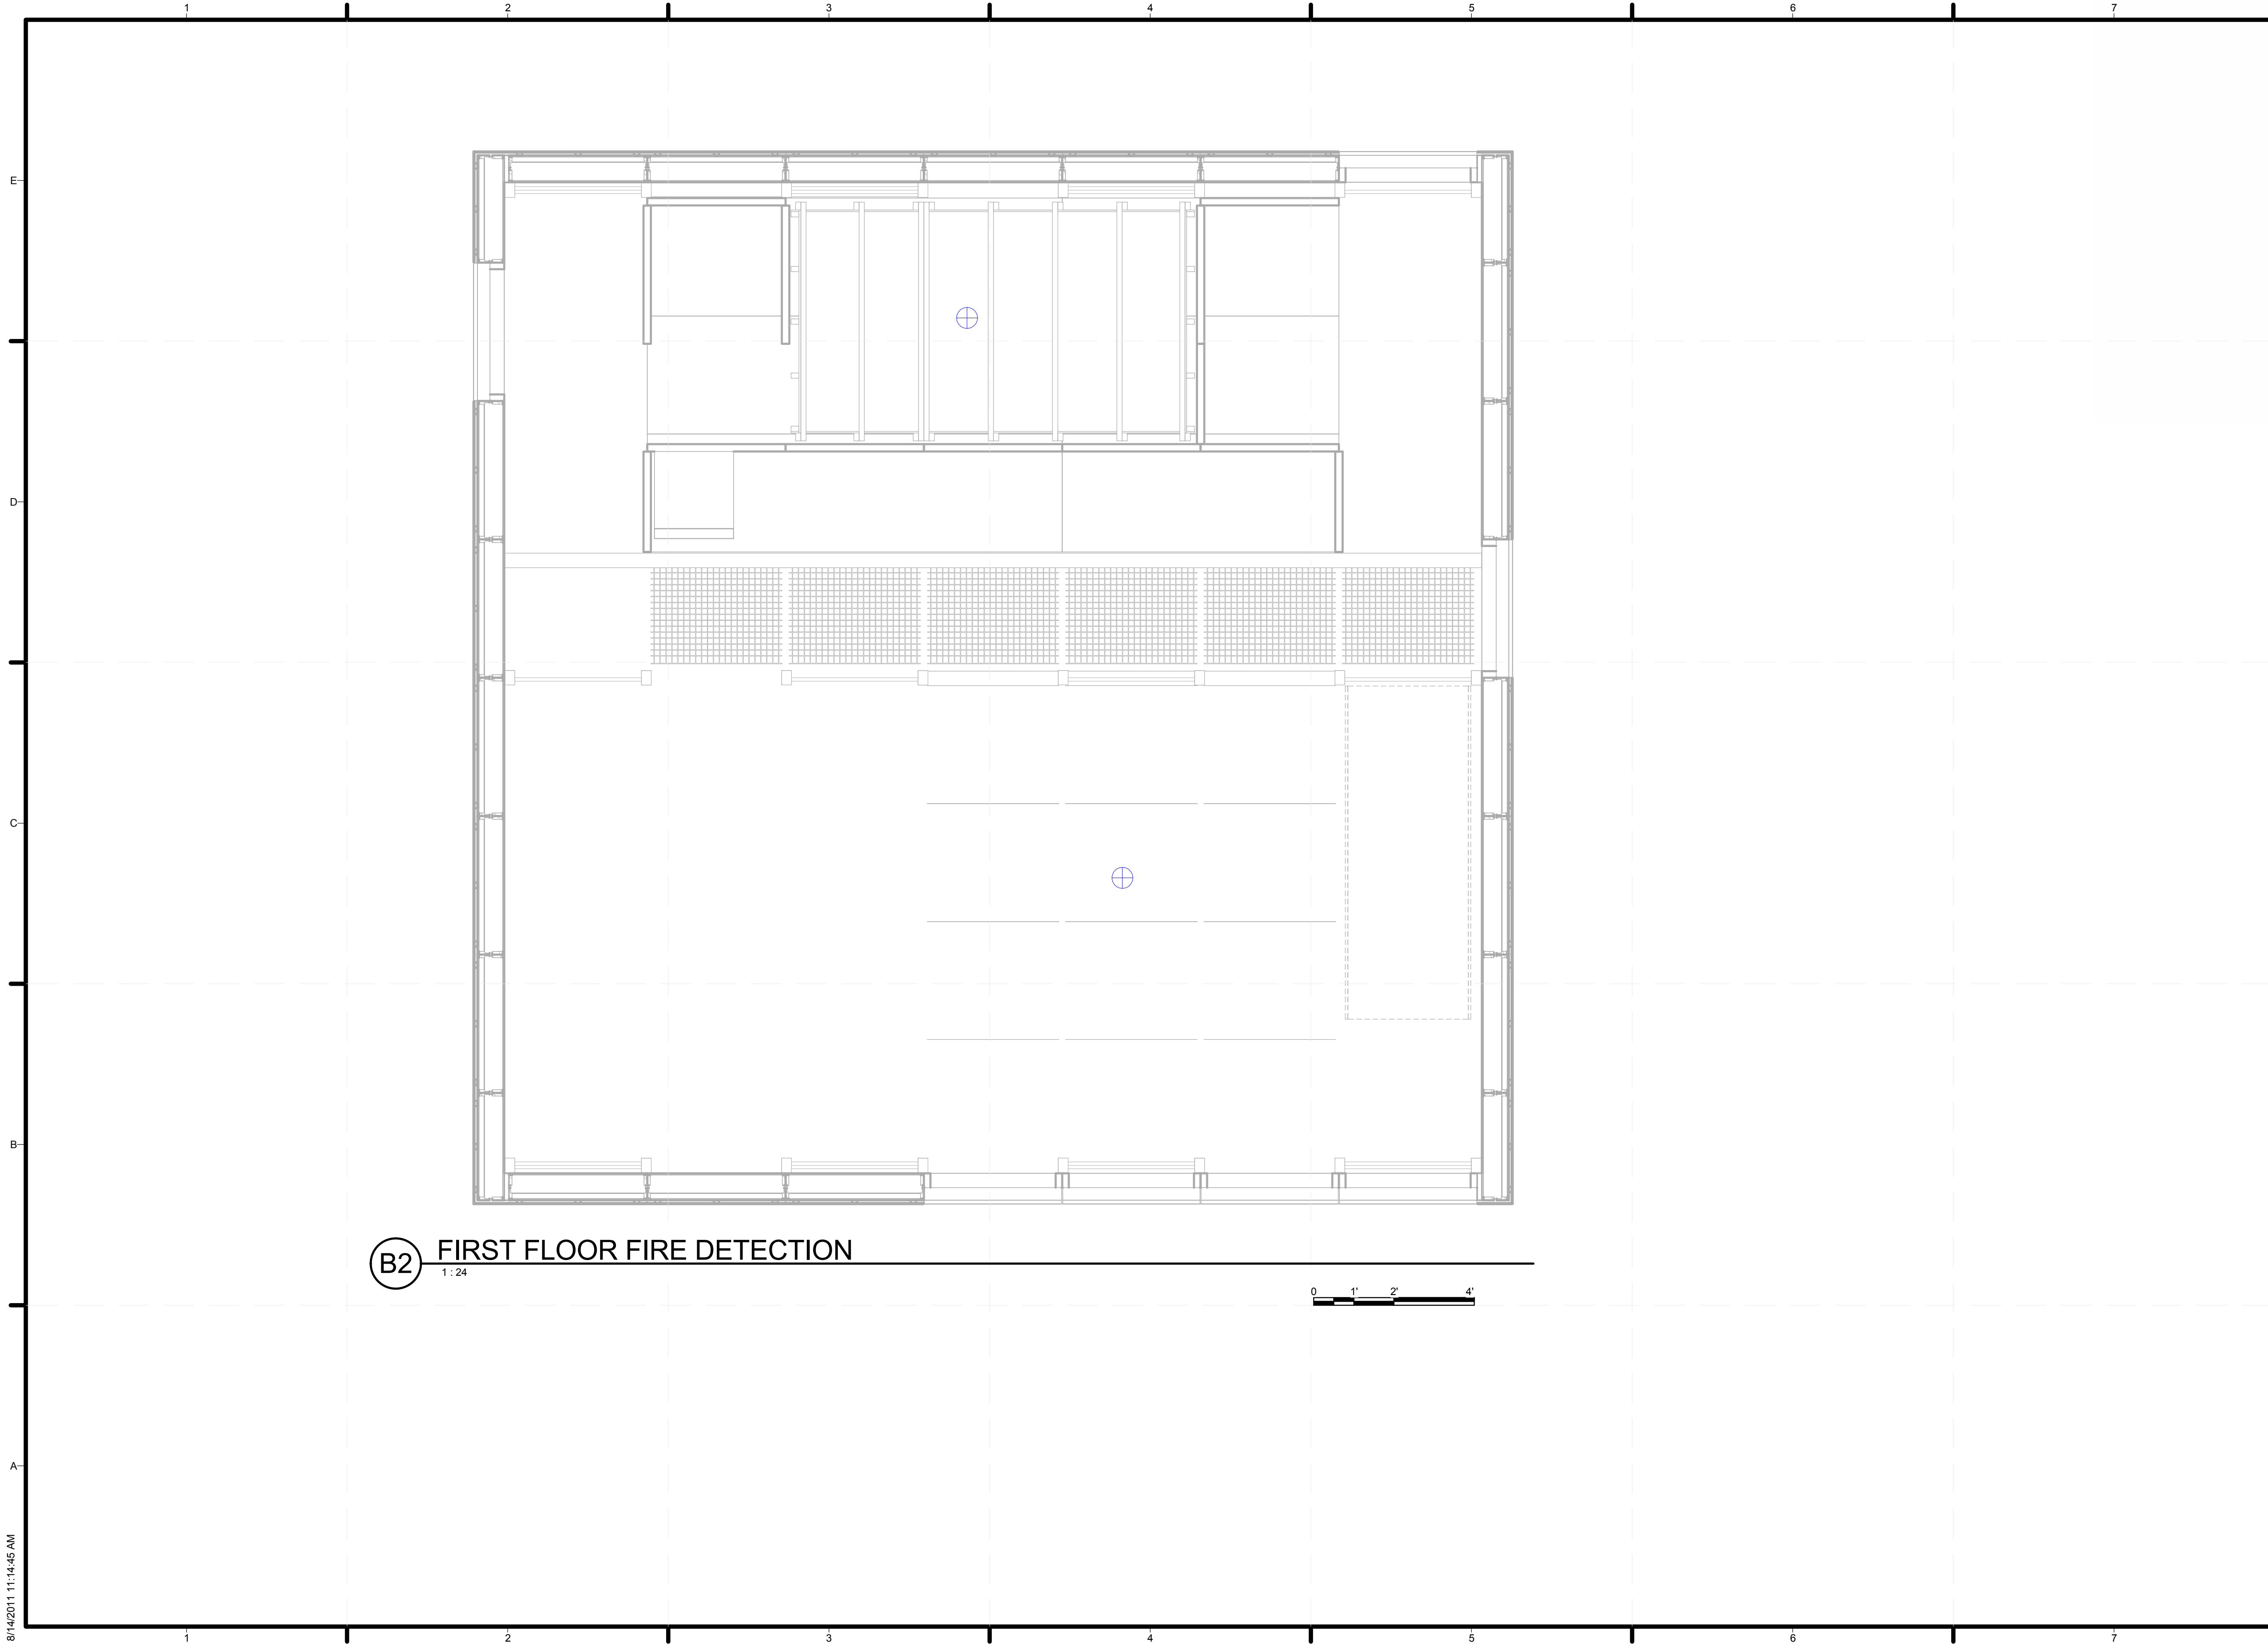 1 2 3 4 5 6 7
E
D
C
B
A
B2 FIRST FLOOR FIRE DETECTION
1 : 24
0 1' 2' 4'
8/14/2011 11:14:45 AM
1 2 3 4 5 6 7